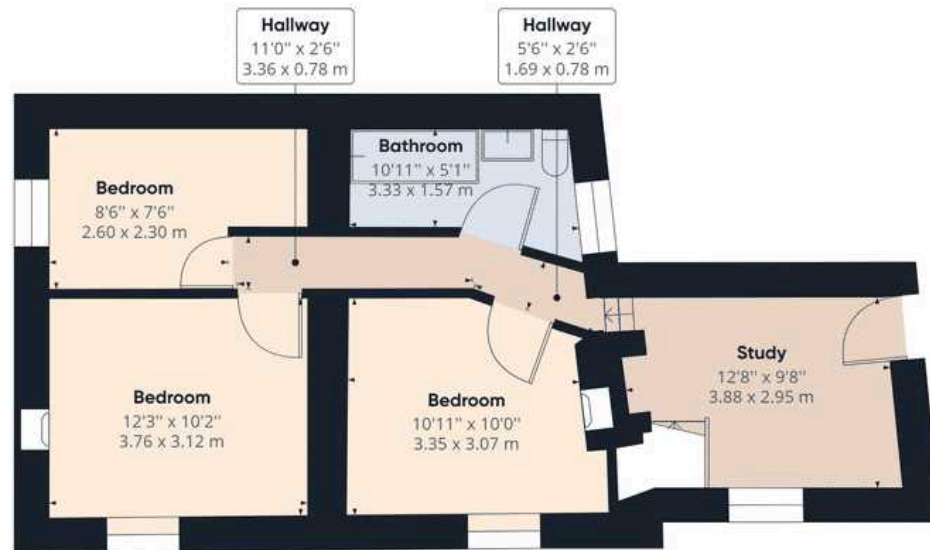 Hallway
11'0" x 2'6"
3.36 x 0.78 m
Hallway
5'6" x 2'6"
1.69 x 0.78 m
Bathroom
10'11" x 5'1"
3.33 x 1.57 m
Bedroom
8'6" x 7'6"
2.60 x 2.30 m
Study
12'8" x 9'8"
3.88 x 2.95 m
Bedroom
12'3" x 10'2"
3.76 x 3.12 m
Bedroom
10'11" x 10'0"
3.35 x 3.07 m